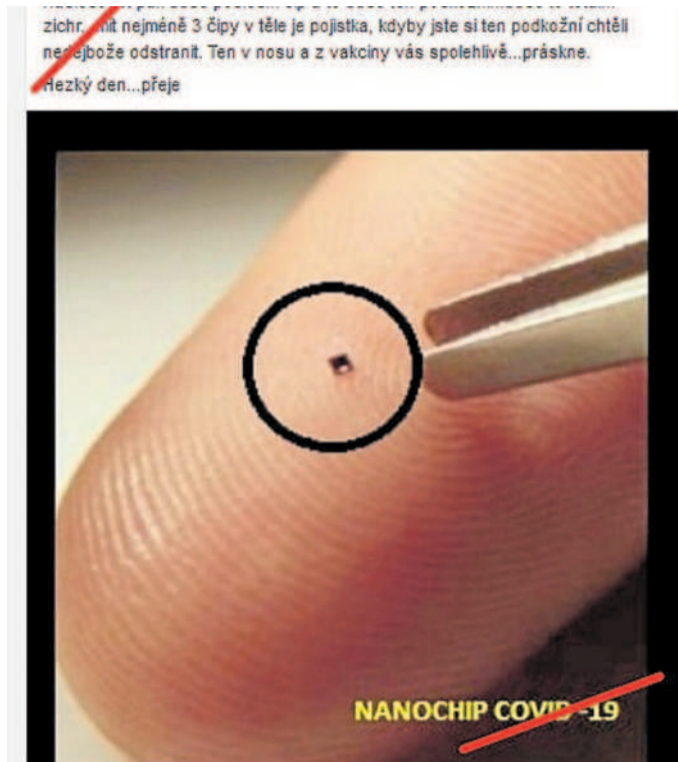 zichr, mít nejméně 3 čipy v těle je pojistka, kdyby jste si ten podkožní chtěli
nedejbože odstranit. Ten v nosu a z vakciny vás spolehlivě...práskne.
Hezký den...přeje
NANOCHIP COVID -19